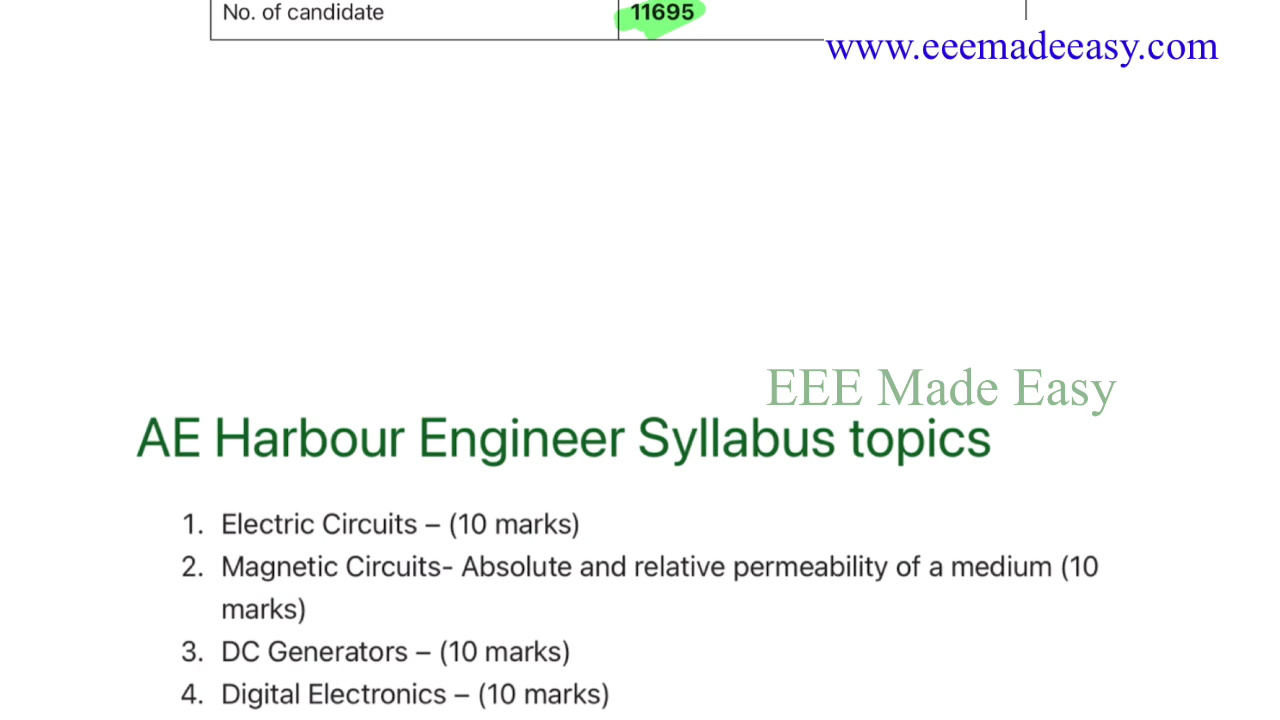 No. of candidate 11695
www.eeemadeeasy.com
EEE Made Easy
AE Harbour Engineer Syllabus topics
1. Electric Circuits – (10 marks)
2. Magnetic Circuits- Absolute and relative permeability of a medium (10
marks)
3. DC Generators – (10 marks)
4. Digital Electronics – (10 marks)